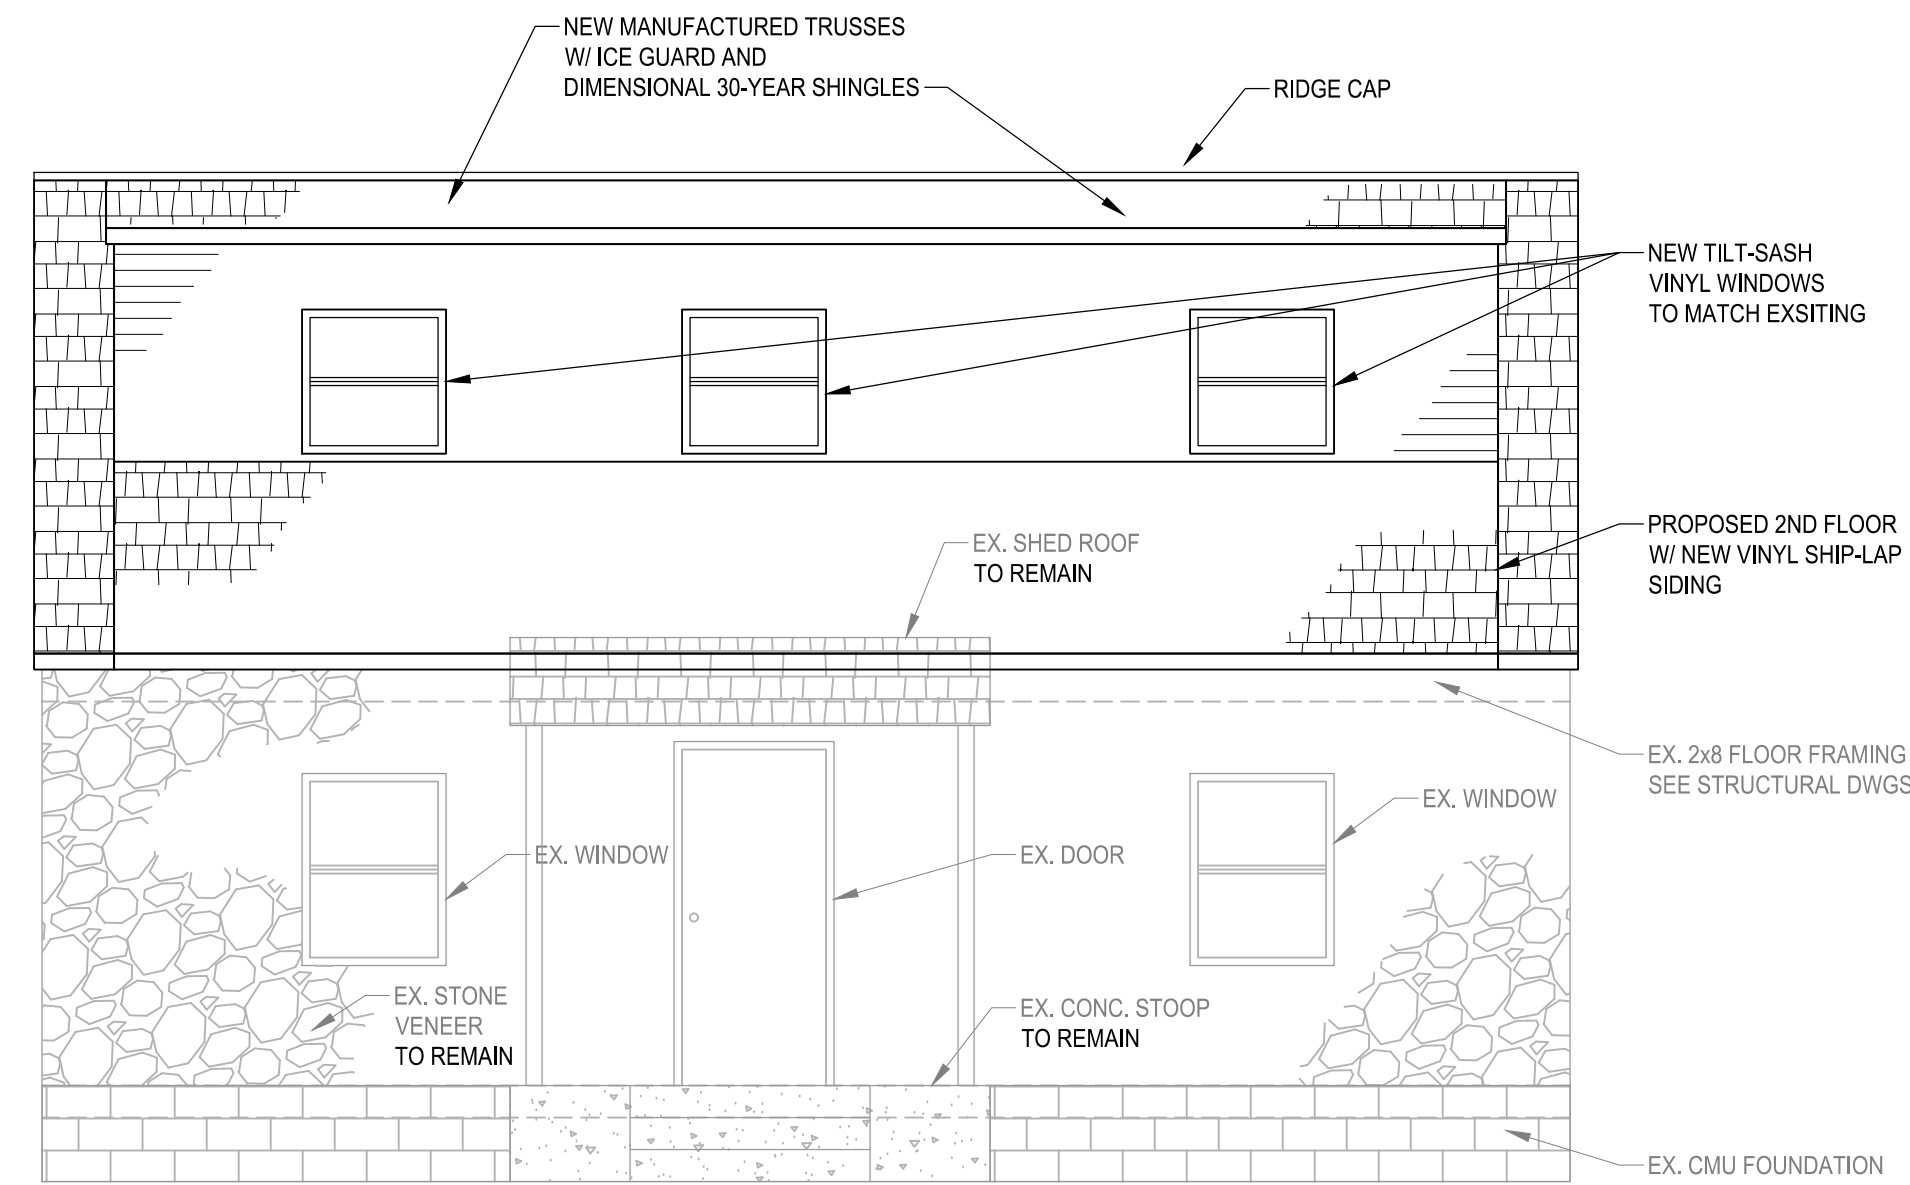 NEW MANUFACTURED TRUSSES
W/ ICE GUARD AND
DIMENSIONAL 30-YEAR SHINGLES
RIDGE CAP
NEW TILT-SASH
VINYL WINDOWS
TO MATCH EXSITING
PROPOSED 2ND FLOOR
W/ NEW VINYL SHIP-LAP
SIDING
EX. SHED ROOF
TO REMAIN
EX. 2x8 FLOOR FRAMING
SEE STRUCTURAL DWGS
EX. WINDOW
EX. WINDOW
EX. DOOR
EX. STONE
VENEER
TO REMAIN
EX. CONC. STOOP
TO REMAIN
EX. CMU FOUNDATION